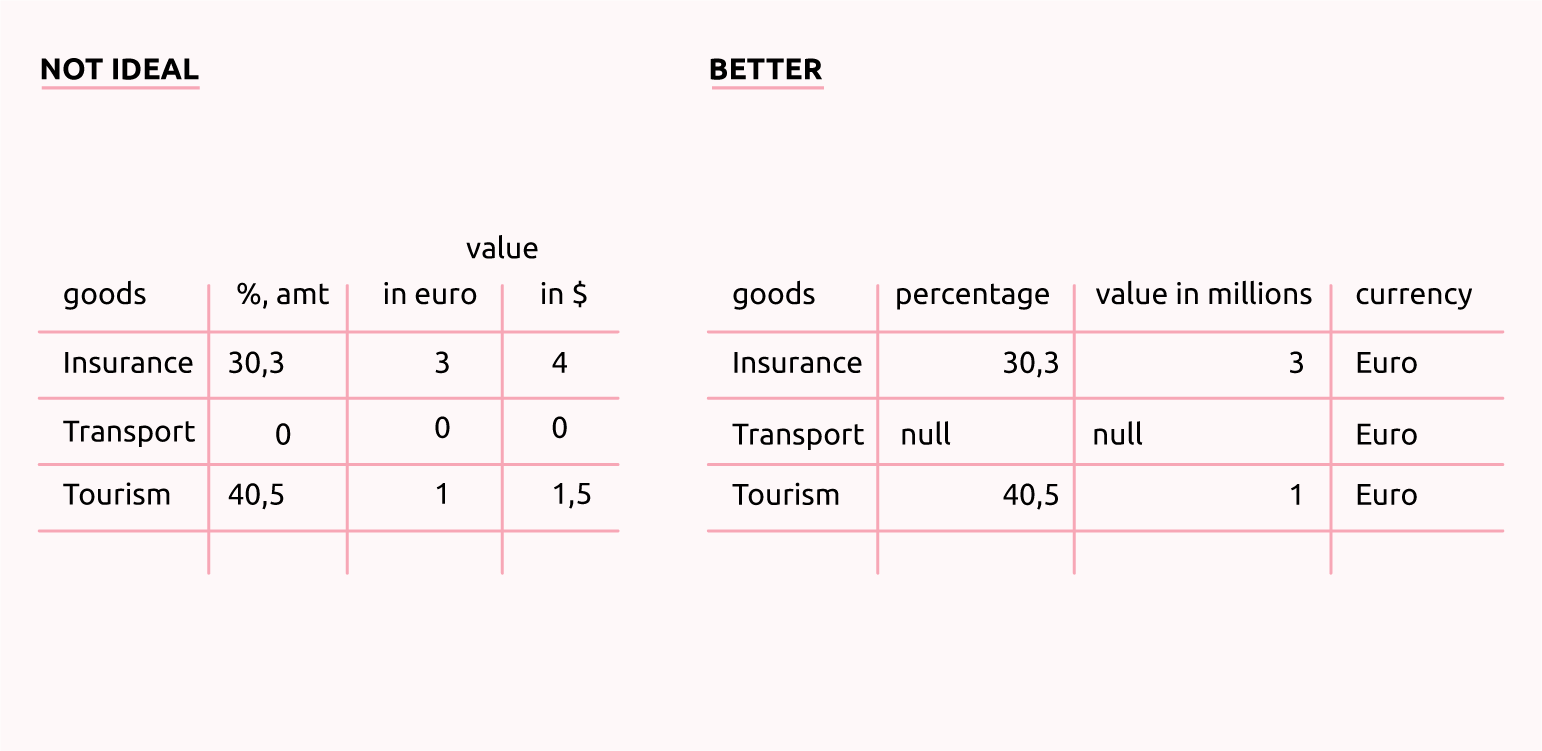 NOT IDEAL
value
goods %, amt in euro in $
Insurance 30,3 3 4
Transport 0 0 0
Tourism 40,5 1 1,5
BETTER
goods percentage value in millions currency
Insurance 30,3 3 Euro
Transport null null Euro
Tourism 40,5 1 Euro